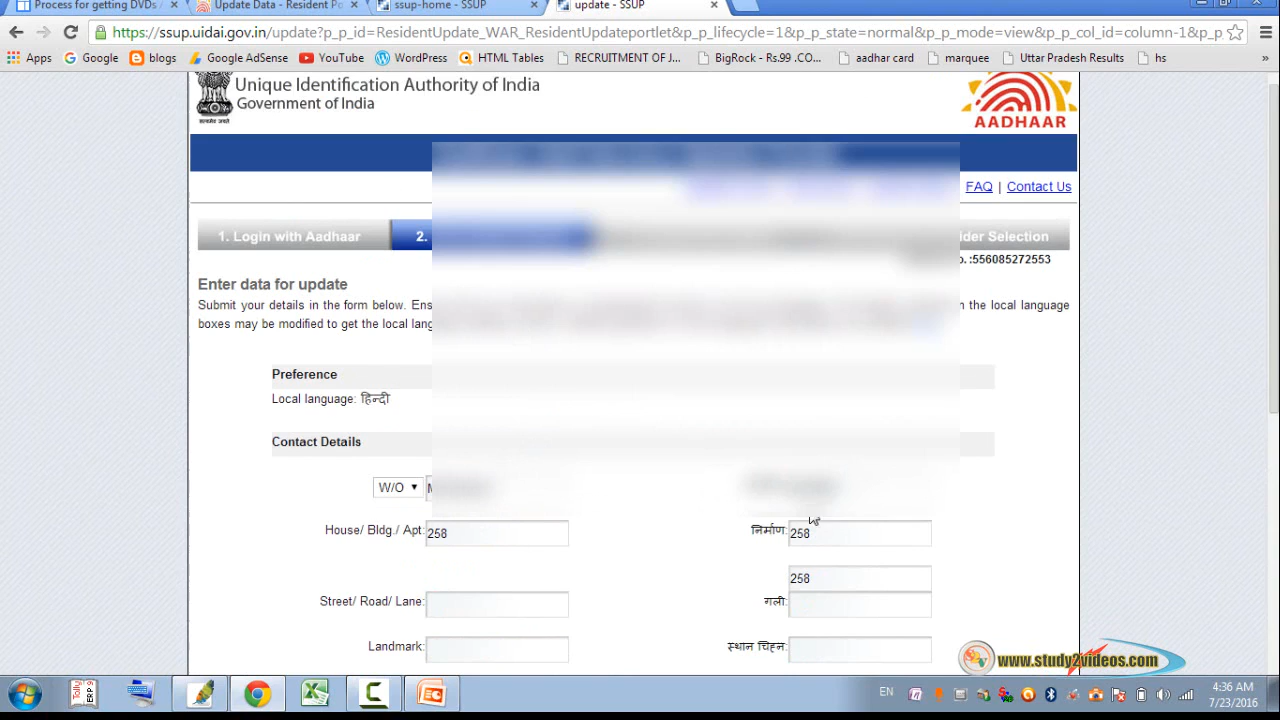 Process for getting DVDs /
Update Data - Resident Po
ssup-home - SSUP
update - SSUP
https://ssup.uidai.gov.in/update?p_p_id=ResidentUpdate_WAR_ResidentUpdateportlet&p_p_lifecycle=1&p_p_state=normal&p_p_mode=view&p_p_col_id=column-1&p_p
Apps Google blogs Google AdSense YouTube WordPress HTML Tables RECRUITMENT OF J... BigRock - Rs.99 .CO... aadhar card marquee Uttar Pradesh Results hs »
Unique Identification Authority of India
Government of India
सत्यमेव जयते
AADHAAR
FAQ | Contact Us
1. Login with Aadhaar 2. ider Selection
o. :556085272553
Enter data for update
Submit your details in the form below. Ens n the local language
boxes may be modified to get the local lang
Preference
Local language: हिन्दी
Contact Details
W/O M
House/ Bldg./ Apt: 258 निर्माण: 258
258
Street/ Road/ Lane: गली:
Landmark: स्थान चिह्न:
www.study2videos.com
EN 4:36 AM
7/23/2016